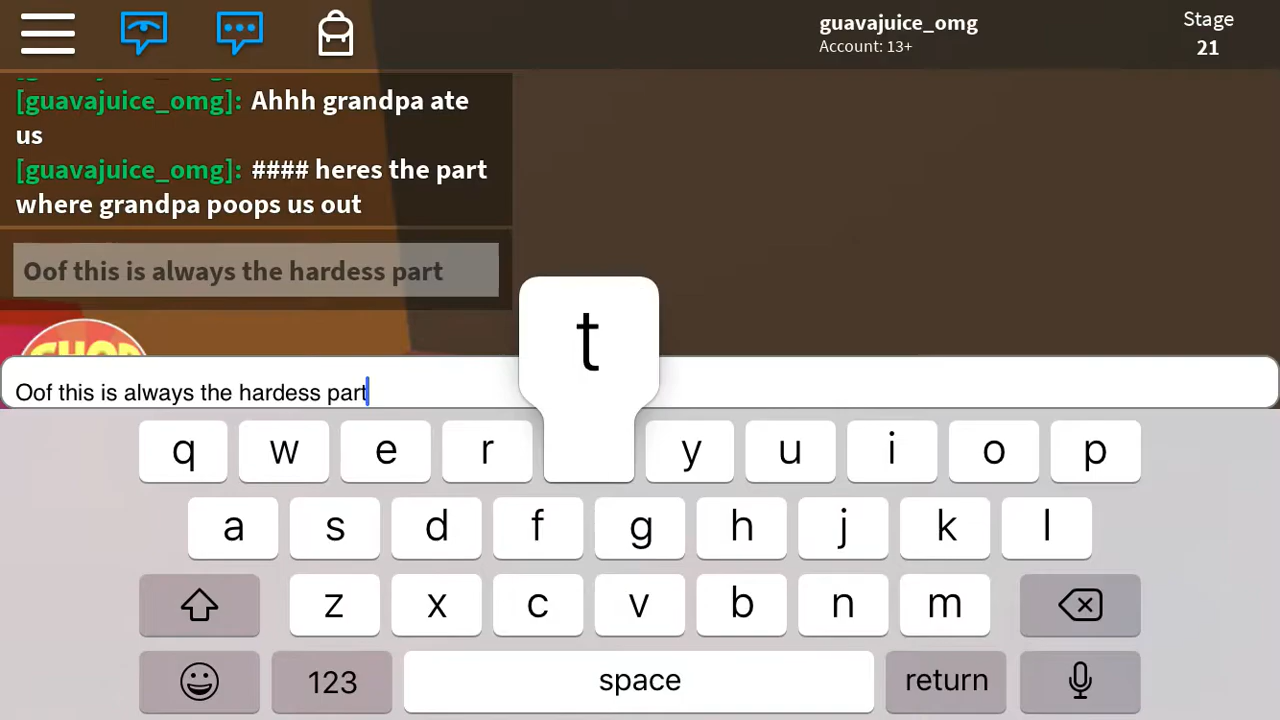 guavajuice_omg
Account: 13+
Stage
21
[guavajuice_omg]: Ahhh grandpa ate
us
[guavajuice_omg]: #### heres the part
where grandpa poops us out
Oof this is always the hardess part
SHOP
Oof this is always the hardess part
t
q w e r y u i o p
a s d f g h j k l
z x c v b n m
123 space return